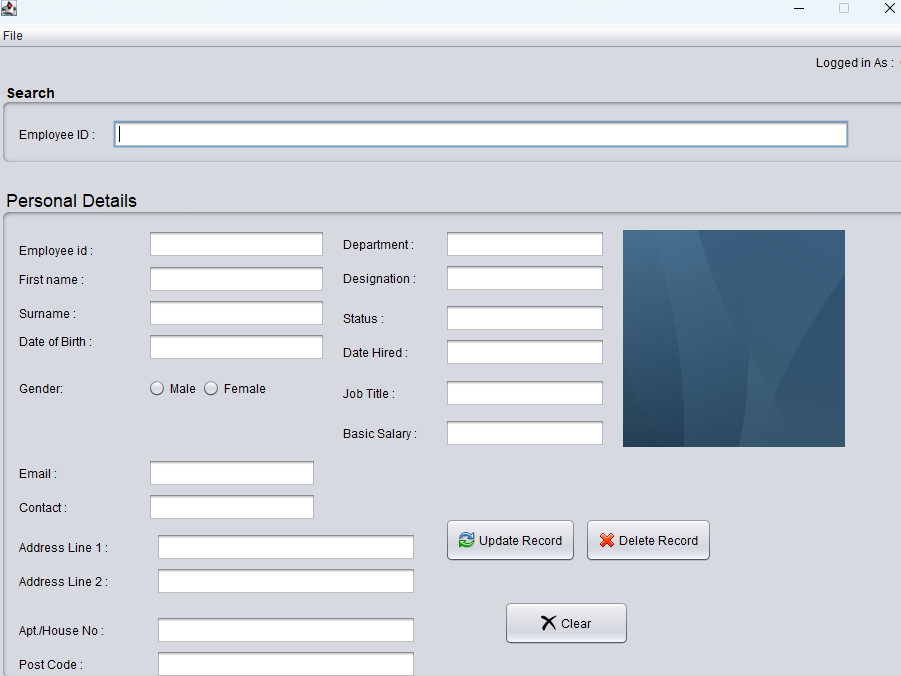 File
Logged in As :
Search
Employee ID :
Personal Details
Employee id :
First name :
Surname :
Date of Birth :
Gender:
Male
Female
Department :
Designation :
Status :
Date Hired :
Job Title :
Basic Salary :
Email :
Contact :
Address Line 1 :
Address Line 2 :
Apt./House No :
Post Code :
Update Record
Delete Record
Clear